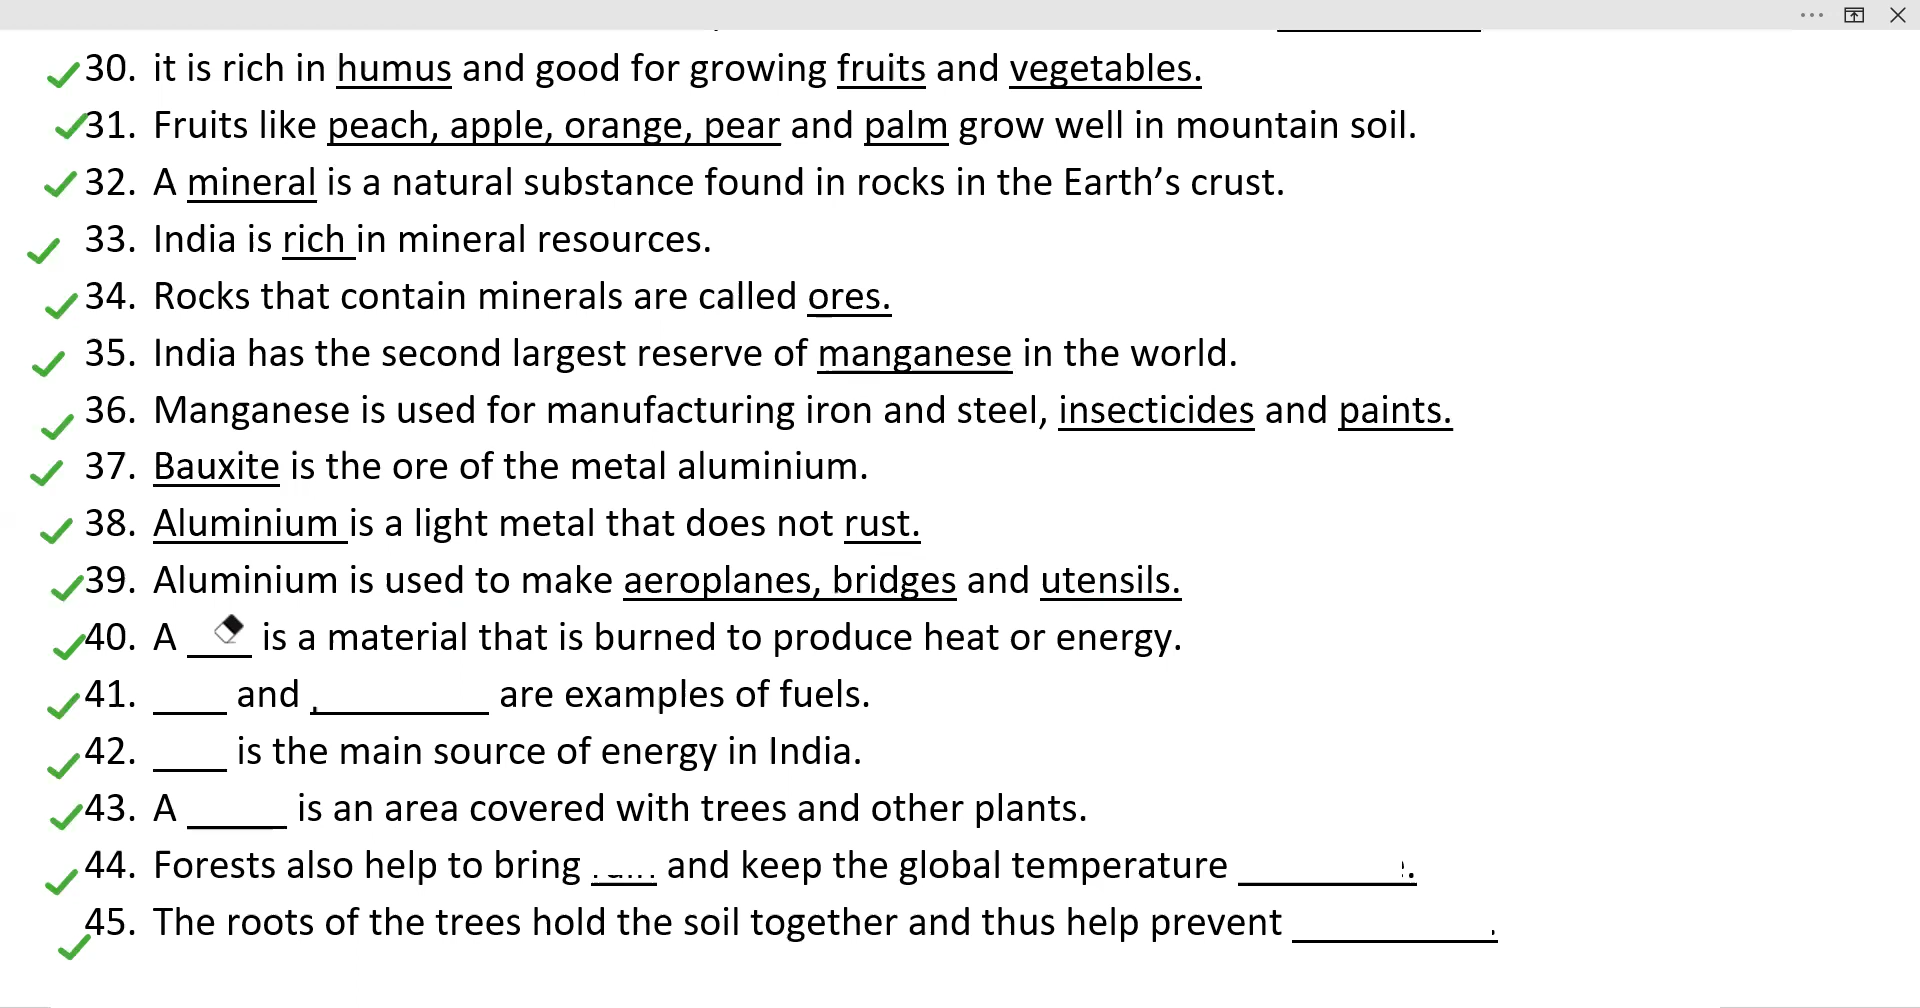 30. it is rich in humus and good for growing fruits and vegetables.
31. Fruits like peach, apple, orange, pear and palm grow well in mountain soil.
32. A mineral is a natural substance found in rocks in the Earth’s crust.
33. India is rich in mineral resources.
34. Rocks that contain minerals are called ores.
35. India has the second largest reserve of manganese in the world.
36. Manganese is used for manufacturing iron and steel, insecticides and paints.
37. Bauxite is the ore of the metal aluminium.
38. Aluminium is a light metal that does not rust.
39. Aluminium is used to make aeroplanes, bridges and utensils.
40. A ____ is a material that is burned to produce heat or energy.
41. ____ and ________ are examples of fuels.
42. ____ is the main source of energy in India.
43. A _____ is an area covered with trees and other plants.
44. Forests also help to bring ____ and keep the global temperature ________.
45. The roots of the trees hold the soil together and thus help prevent __________.